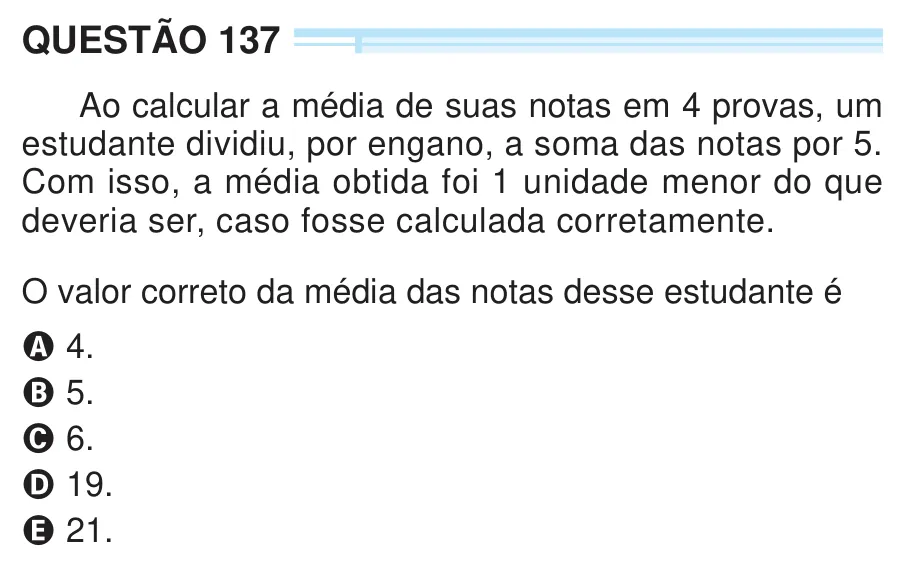 QUESTÃO 137
Ao calcular a média de suas notas em 4 provas, um
estudante dividiu, por engano, a soma das notas por 5.
Com isso, a média obtida foi 1 unidade menor do que
deveria ser, caso fosse calculada corretamente.
O valor correto da média das notas desse estudante é
A 4.
B 5.
C 6.
D 19.
E 21.